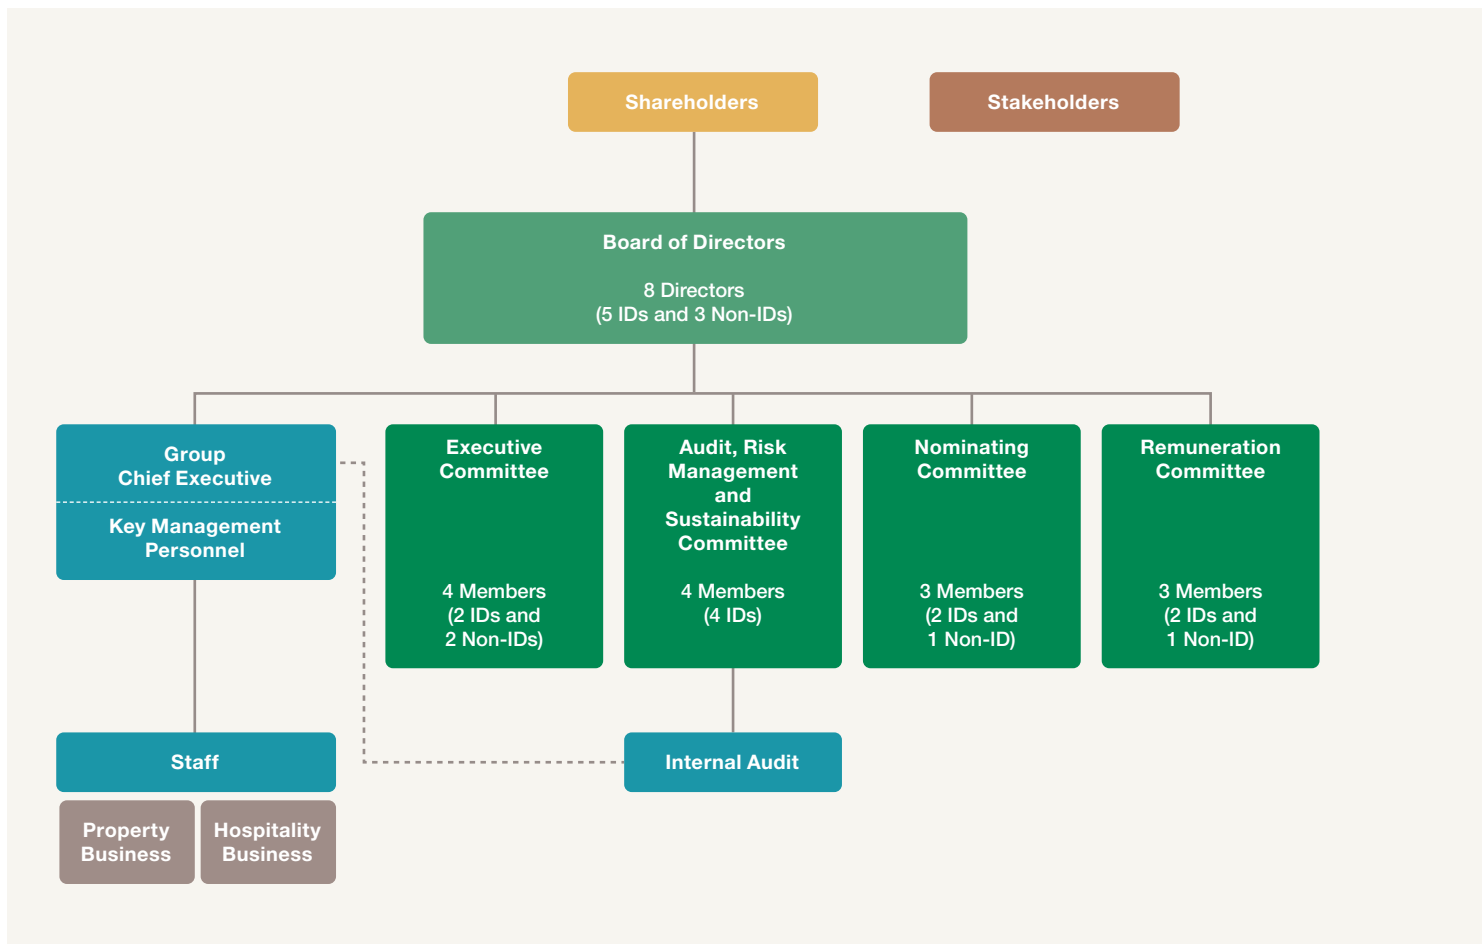 Shareholders
Stakeholders
Board of Directors
8 Directors
(5 IDs and 3 Non-IDs)
Group
Chief Executive
Key Management
Personnel
Executive
Committee
4 Members
(2 IDs and
2 Non-IDs)
Audit, Risk
Management
and
Sustainability
Committee
4 Members
(4 IDs)
Nominating
Committee
3 Members
(2 IDs and
1 Non-ID)
Remuneration
Committee
3 Members
(2 IDs and
1 Non-ID)
Staff
Internal Audit
Property
Business
Hospitality
Business